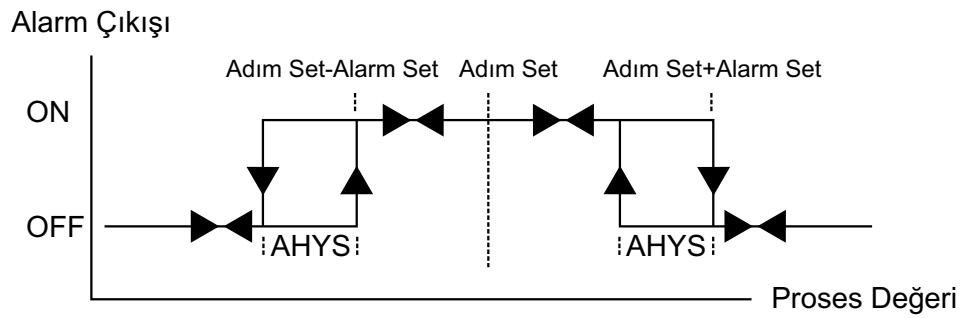 Alarm Çıkışı
Adım Set-Alarm Set Adım Set Adım Set+Alarm Set
ON
OFF
AHYS AHYS
Proses Değeri